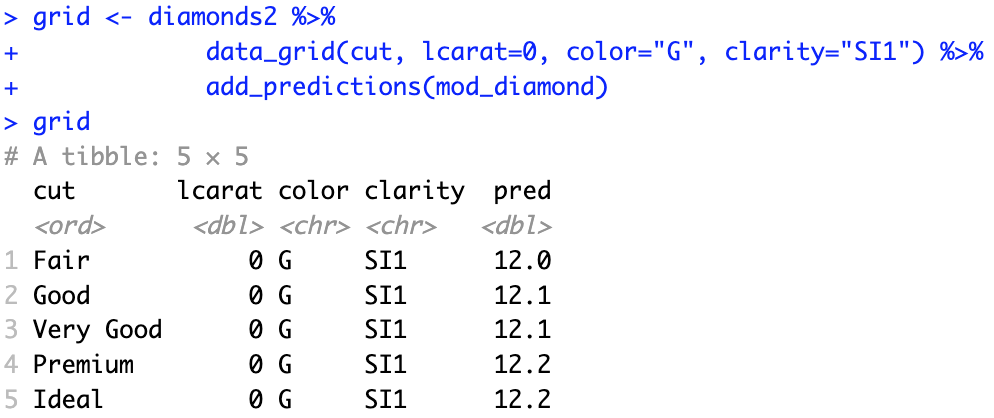 > grid <- diamonds2 %>%
+             data_grid(cut, lcarat=0, color="G", clarity="SI1") %>%
+             add_predictions(mod_diamond)
> grid
# A tibble: 5 × 5
  cut       lcarat color clarity  pred
  <ord>      <dbl> <chr> <chr>   <dbl>
1 Fair           0 G     SI1      12.0
2 Good           0 G     SI1      12.1
3 Very Good      0 G     SI1      12.1
4 Premium        0 G     SI1      12.2
5 Ideal          0 G     SI1      12.2